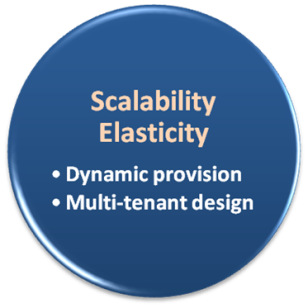 Scalability
Elasticity
• Dynamic provision
• Multi-tenant design